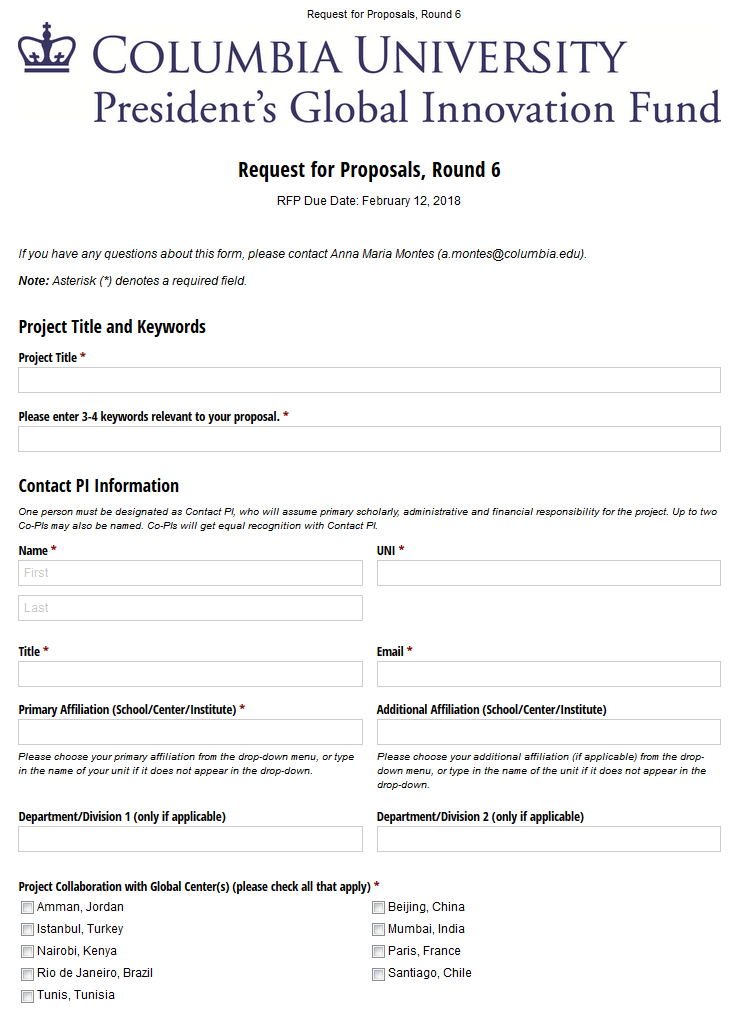 Request for Proposals, Round 6
COLUMBIA UNIVERSITY
President's Global Innovation Fund
Request for Proposals, Round 6
RFP Due Date: February 12, 2018
If you have any questions about this form, please contact Anna Maria Montes (a.montes@columbia.edu).
Note: Asterisk (*) denotes a required field.
Project Title and Keywords
Project Title *
Please enter 3-4 keywords relevant to your proposal. *
Contact PI Information
One person must be designated as Contact PI, who will assume primary scholarly, administrative and financial responsibility for the project. Up to two
Co-PIs may also be named. Co-PIs will get equal recognition with Contact PI.
Name *
First
Last
UNI *
Title *
Email *
Primary Affiliation (School/Center/Institute) *
Please choose your primary affiliation from the drop-down menu, or type
in the name of your unit if it does not appear in the drop-down.
Additional Affiliation (School/Center/Institute)
Please choose your additional affiliation (if applicable) from the drop-
down menu, or type in the name of the unit if it does not appear in the
drop-down.
Department/Division 1 (only if applicable)
Department/Division 2 (only if applicable)
Project Collaboration with Global Center(s) (please check all that apply) *
Amman, Jordan
Beijing, China
Istanbul, Turkey
Mumbai, India
Nairobi, Kenya
Paris, France
Rio de Janeiro, Brazil
Santiago, Chile
Tunis, Tunisia